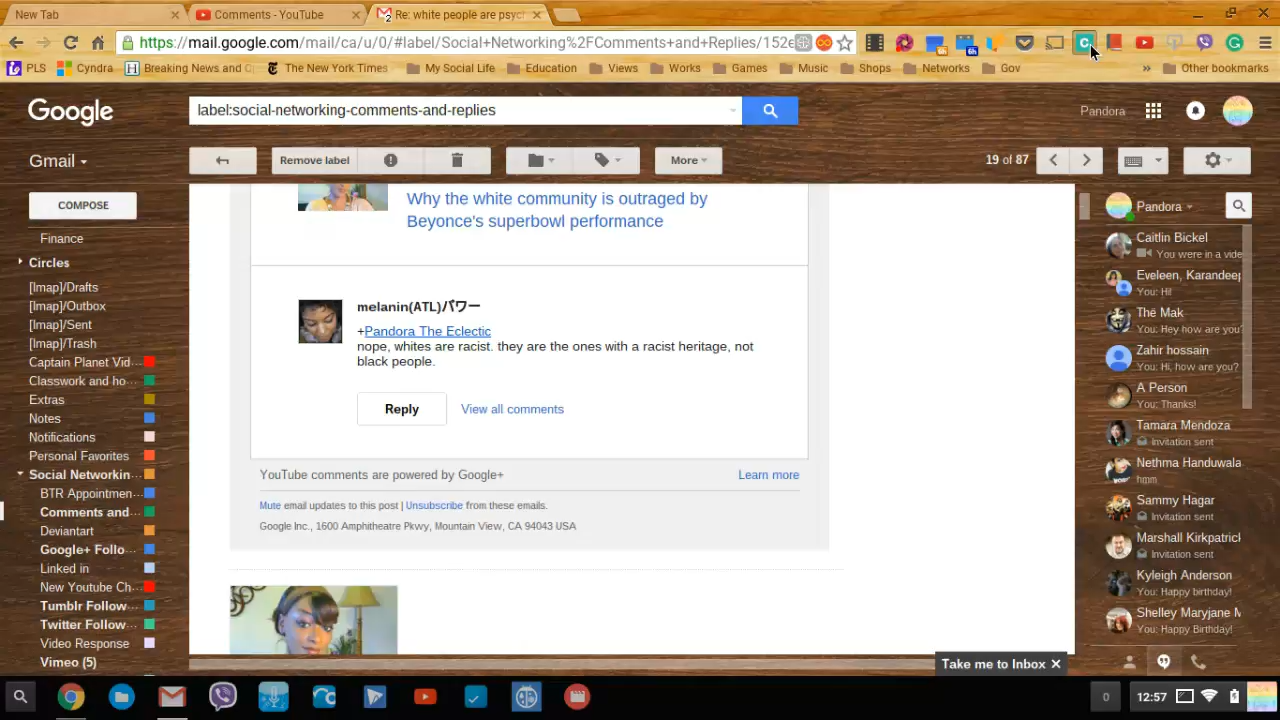 New Tab
Comments - YouTube
Re: white people are psyc
https://mail.google.com/mail/ca/u/0/#label/Social+Networking%2FComments+and+Replies/152e
PLS
Cyndra
Breaking News and O
The New York Times
My Social Life
Education
Views
Works
Games
Music
Shops
Networks
Gov
»
Other bookmarks
Google
label:social-networking-comments-and-replies
Pandora
Gmail
Remove label
More
19 of 87
COMPOSE
Finance
Circles
[Imap]/Drafts
[Imap]/Outbox
[Imap]/Sent
[Imap]/Trash
Captain Planet Vid...
Classwork and ho...
Extras
Notes
Notifications
Personal Favorites
Social Networkin...
BTR Appointmen...
Comments and...
Deviantart
Google+ Follo...
Linked in
New Youtube Ch...
Tumblr Follow...
Twitter Follow...
Video Response
Vimeo (5)
Why the white community is outraged by
Beyonce's superbowl performance
melanin(ATL)パワー
+Pandora The Eclectic
nope, whites are racist. they are the ones with a racist heritage, not
black people.
Reply
View all comments
YouTube comments are powered by Google+
Learn more
Mute email updates to this post | Unsubscribe from these emails.
Google Inc., 1600 Amphitheatre Pkwy, Mountain View, CA 94043 USA
Pandora
Caitlin Bickel
You were in a vide
Eveleen, Karandeep
You: Hi!
The Mak
You: Hey how are you?
Zahir hossain
You: Hi, how are you?
A Person
You: Thanks!
Tamara Mendoza
Invitation sent
Nethma Handuwala
hmm
Sammy Hagar
Invitation sent
Marshall Kirkpatrick
Invitation sent
Kyleigh Anderson
You: Happy birthday!
Shelley Maryjane M
You: Happy Birthday!
Take me to Inbox ×
0
12:57